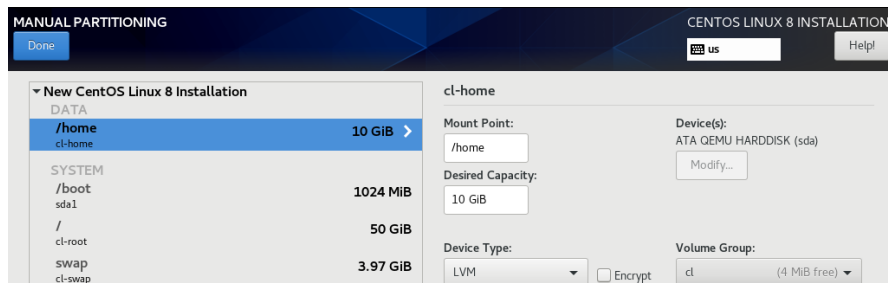 MANUAL PARTITIONING
CENTOS LINUX 8 INSTALLATION
Done
us
Help!
New CentOS Linux 8 Installation
DATA
/home
10 GiB
cl-home
SYSTEM
/boot
1024 MiB
sda1
/
50 GiB
cl-root
swap
3.97 GiB
cl-swap
cl-home
Mount Point:
Device(s):
/home
ATA QEMU HARDDISK (sda)
Modify...
Desired Capacity:
10 GiB
Device Type:
Volume Group:
LVM
Encrypt
cl
(4 MiB free)